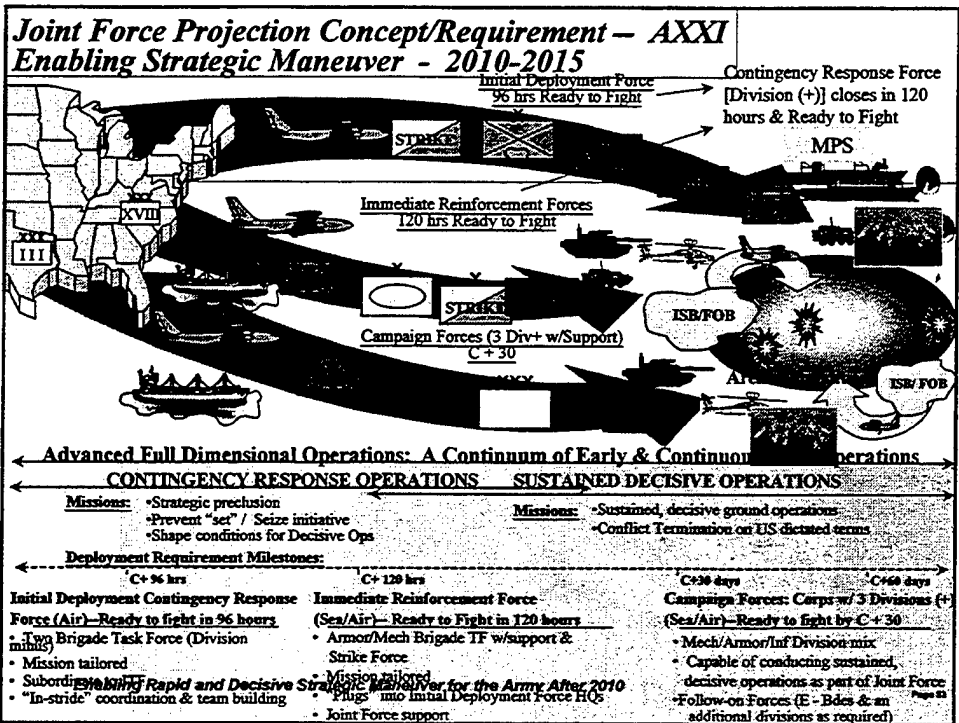 Joint Force Projection Concept/Requirement – AXXI
Enabling Strategic Maneuver - 2010-2015
Initial Deployment Force
96 hrs Ready to Fight
Contingency Response Force
[Division (+)] closes in 120
hours & Ready to Fight
MPS
STRIKE
X
XXX
XVIII
Immediate Reinforcement Forces
120 hrs Ready to Fight
XXX
III
X
X
STRIKE
ISB/FOB
Campaign Forces (3 Div+ w/Support)
C + 30
XXX
ISB/ FOB
Advanced Full Dimensional Operations: A Continuum of Early & Continuous Operations
CONTINGENCY RESPONSE OPERATIONS
SUSTAINED DECISIVE OPERATIONS
Missions:
•Strategic preclusion
•Prevent "set" / Seize initiative
•Shape conditions for Decisive Ops
Missions:
•Sustained, decisive ground operations
•Conflict Termination on US dictated terms
Deployment Requirement Milestones:
C+ 96 hrs
C+ 120 hrs
C+30 days
C+60 days
Initial Deployment Contingency Response
Force (Air)—Ready to fight in 96 hours
• Two Brigade Task Force (Division
minus)
• Mission tailored
• Subordinate
• "In-stride" coordination & team building
Immediate Reinforcement Force
(Sea/Air)—Ready to Fight in 120 hours
• Armor/Mech Brigade TF w/support &
Strike Force
• Mission tailored
• "Plugs" into Initial Deployment Force HQs
• Joint Force support
Campaign Forces: Corps w/ 3 Divisions (+)
(Sea/Air)—Ready to fight by C + 30
• Mech/Armor/Inf Division mix
• Capable of conducting sustained,
decisive operations as part of Joint Force
•Follow-on Forces (E - Bdes & an
additional divisions is required)
Enabling Rapid and Decisive Strategic Maneuver for the Army After 2010